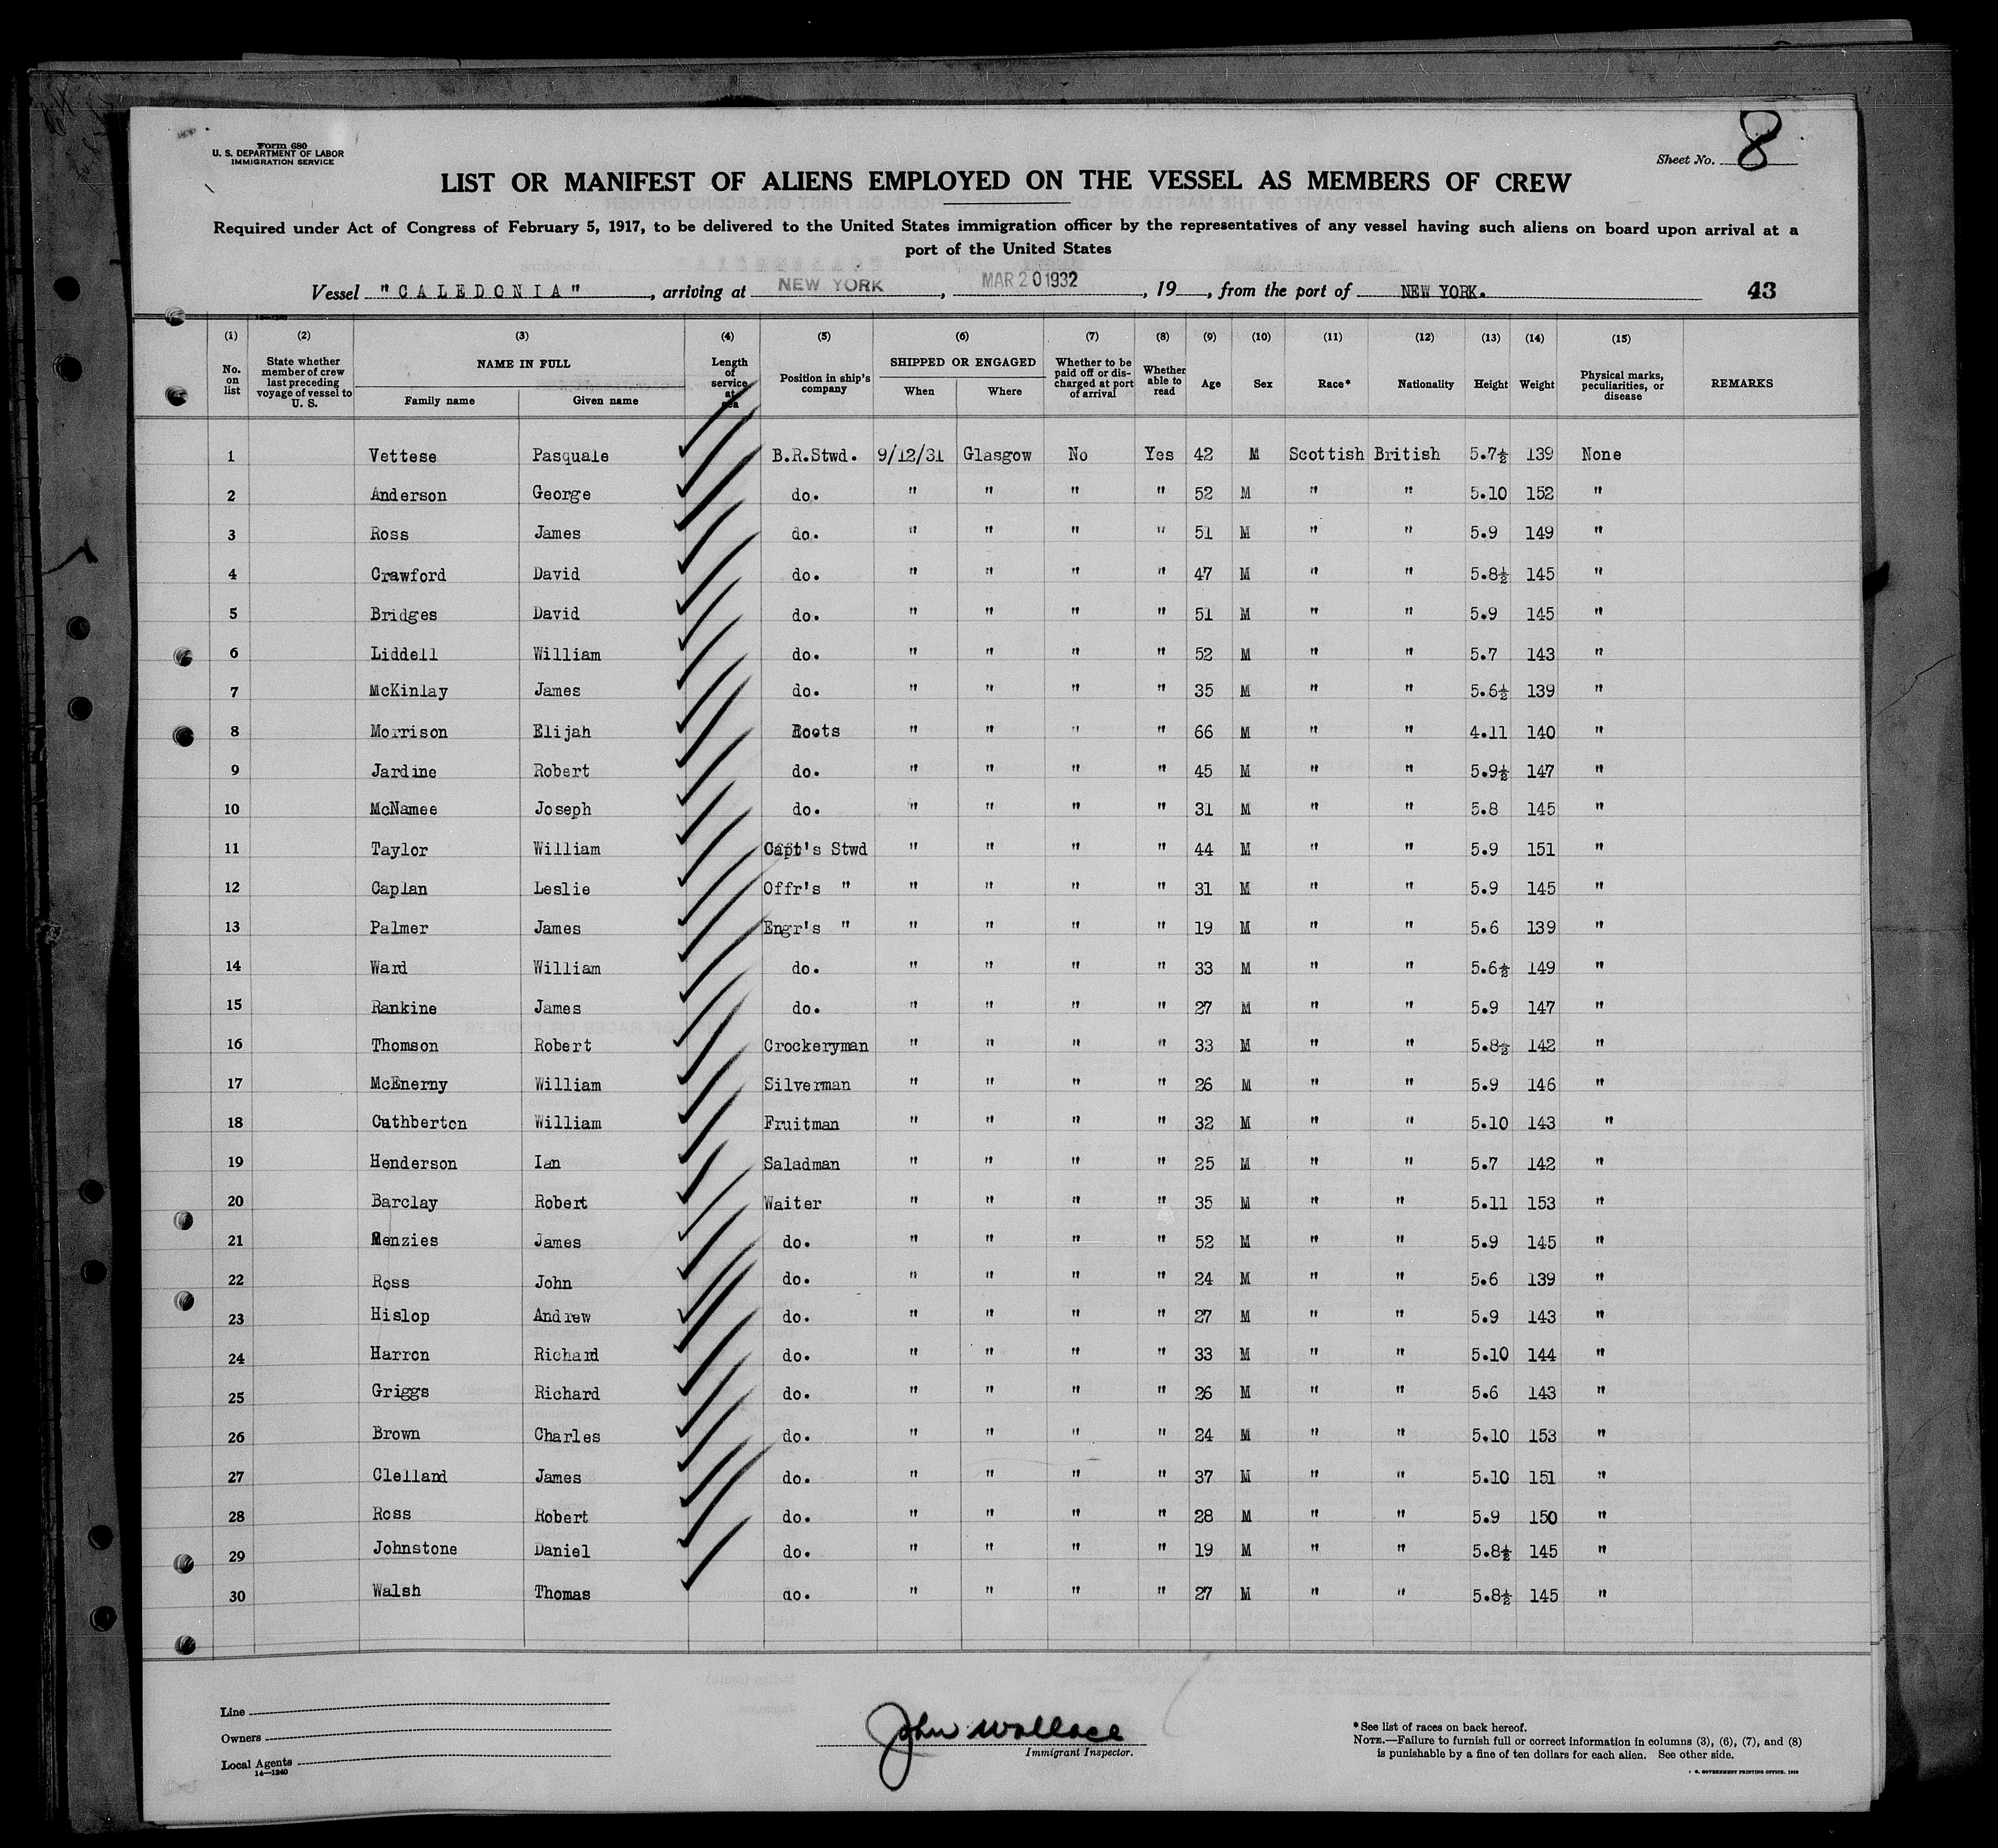 Form 680
U. S. DEPARTMENT OF LABOR
IMMIGRATION SERVICE
Sheet No. 8
LIST OR MANIFEST OF ALIENS EMPLOYED ON THE VESSEL AS MEMBERS OF CREW
Required under Act of Congress of February 5, 1917, to be delivered to the United States immigration officer by the representatives of any vessel having such aliens on board upon arrival at a
port of the United States
Vessel "CALEDONIA", arriving at NEW YORK, MAR 20 1932, 19, from the port of NEW YORK. 43
(1) (2) (3) (4) (5) (6) (7) (8) (9) (10) (11) (12) (13) (14) (15)
No. on list State whether member of crew last preceding voyage of vessel to U. S. NAME IN FULL Family name Given name Length of service at sea Position in ship's company SHIPPED OR ENGAGED When Where Whether to be paid off or discharged at port of arrival Whether able to read Age Sex Race* Nationality Height Weight Physical marks, peculiarities, or disease REMARKS
1 Vettese Pasquale B.R.Stwd. 9/12/31 Glasgow No Yes 42 M Scottish British 5.7½ 139 None
2 Anderson George do. " " " " 52 M " " 5.10 152 "
3 Ross James do. " " " " 51 M " " 5.9 149 "
4 Crawford David do. " " " " 47 M " " 5.8½ 145 "
5 Bridges David do. " " " " 51 M " " 5.9 145 "
6 Liddell William do. " " " " 52 M " " 5.7 143 "
7 McKinlay James do. " " " " 35 M " " 5.6½ 139 "
8 Morrison Elijah Boots " " " " 66 M " " 4.11 140 "
9 Jardine Robert do. " " " " 45 M " " 5.9½ 147 "
10 McNamee Joseph do. " " " " 31 M " " 5.8 145 "
11 Taylor William Capt's Stwd " " " " 44 M " " 5.9 151 "
12 Caplan Leslie Offr's " " " " " 31 M " " 5.9 145 "
13 Palmer James Engr's " " " " " 19 M " " 5.6 139 "
14 Ward William do. " " " " 33 M " " 5.6½ 149 "
15 Rankine James do. " " " " 27 M " " 5.9 147 "
16 Thomson Robert Crockeryman " " " " 33 M " " 5.8½ 142 "
17 McEnerny William Silverman " " " " 26 M " " 5.9 146 "
18 Cuthberton William Fruitman " " " " 32 M " " 5.10 143 "
19 Henderson Ian Saladman " " " " 25 M " " 5.7 142 "
20 Barclay Robert Waiter " " " " 35 M " " 5.11 153 "
21 Menzies James do. " " " " 52 M " " 5.9 145 "
22 Ross John do. " " " " 24 M " " 5.6 139 "
23 Hislop Andrew do. " " " " 27 M " " 5.9 143 "
24 Harron Richard do. " " " " 33 M " " 5.10 144 "
25 Griggs Richard do. " " " " 26 M " " 5.6 143 "
26 Brown Charles do. " " " " 24 M " " 5.10 153 "
27 Clelland James do. " " " " 37 M " " 5.10 151 "
28 Ross Robert do. " " " " 28 M " " 5.9 150 "
29 Johnstone Daniel do. " " " " 19 M " " 5.8½ 145 "
30 Walsh Thomas do. " " " " 27 M " " 5.8½ 145 "
Line
Owners
Local Agents
14—1240
John Wallace
Immigrant Inspector.
*See list of races on back hereof.
NOTE.—Failure to furnish full or correct information in columns (3), (6), (7), and (8)
is punishable by a fine of ten dollars for each alien. See other side.
GOVERNMENT PRINTING OFFICE